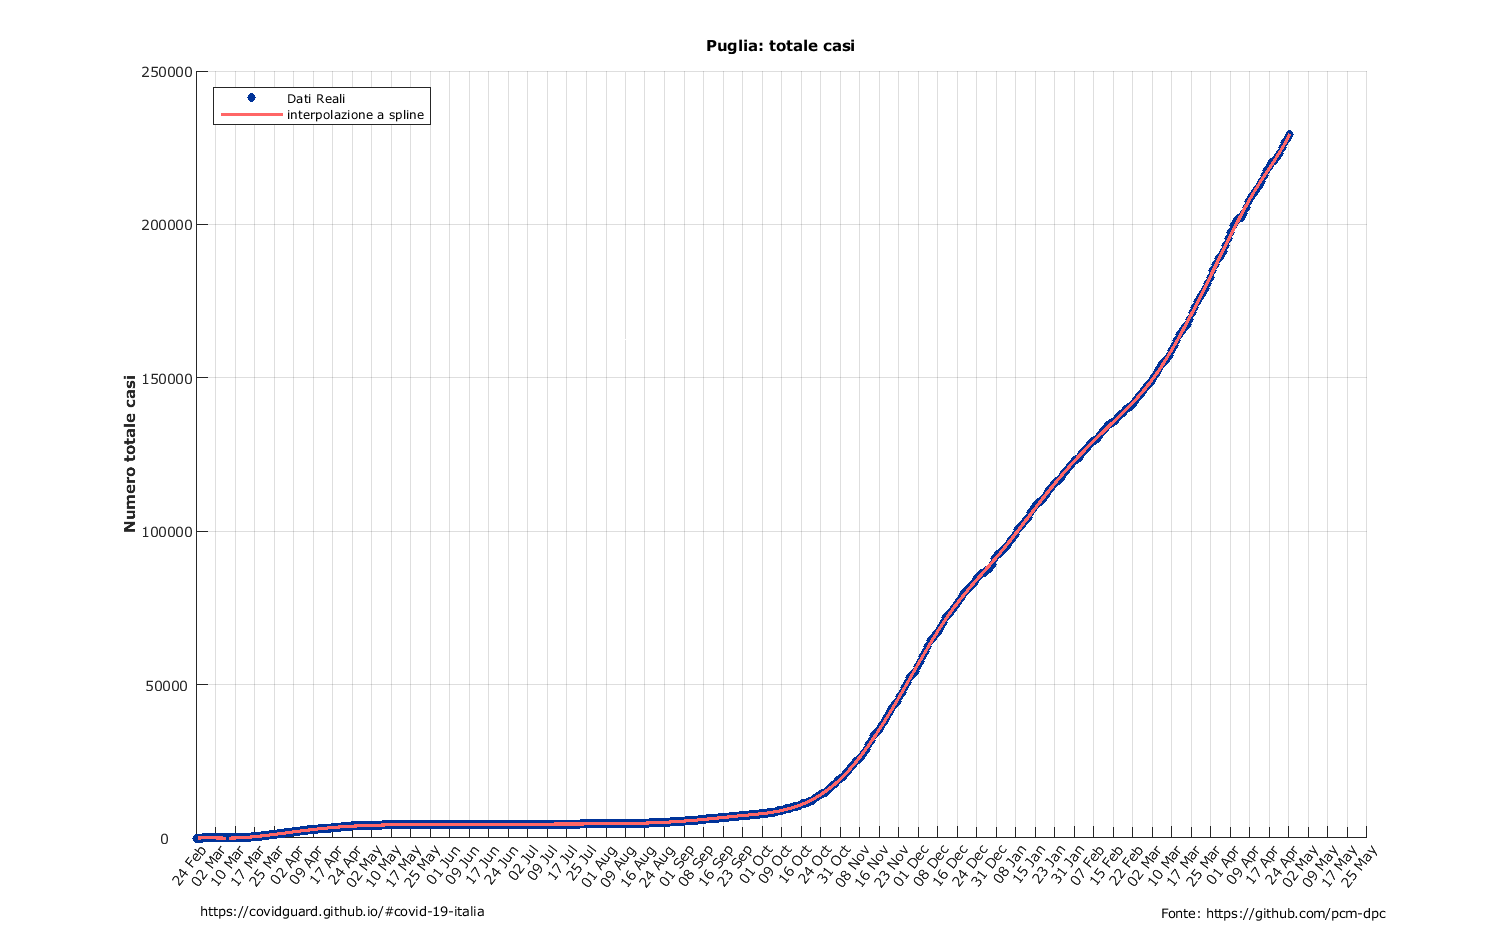 Puglia: totale casi
Dati Reali
interpolazione a spline
Numero totale casi
250000
200000
150000
100000
50000
0
24 Feb
02 Mar
10 Mar
17 Mar
25 Mar
02 Apr
09 Apr
17 Apr
24 Apr
02 May
10 May
17 May
25 May
01 Jun
09 Jun
17 Jun
24 Jun
02 Jul
09 Jul
17 Jul
25 Jul
01 Aug
09 Aug
16 Aug
24 Aug
01 Sep
08 Sep
16 Sep
23 Sep
01 Oct
09 Oct
16 Oct
24 Oct
31 Oct
08 Nov
16 Nov
23 Nov
01 Dec
08 Dec
16 Dec
24 Dec
31 Dec
08 Jan
15 Jan
23 Jan
31 Jan
07 Feb
15 Feb
22 Feb
02 Mar
10 Mar
17 Mar
25 Mar
01 Apr
09 Apr
17 Apr
24 Apr
02 May
09 May
17 May
25 May
https://covidguard.github.io/#covid-19-italia
Fonte: https://github.com/pcm-dpc